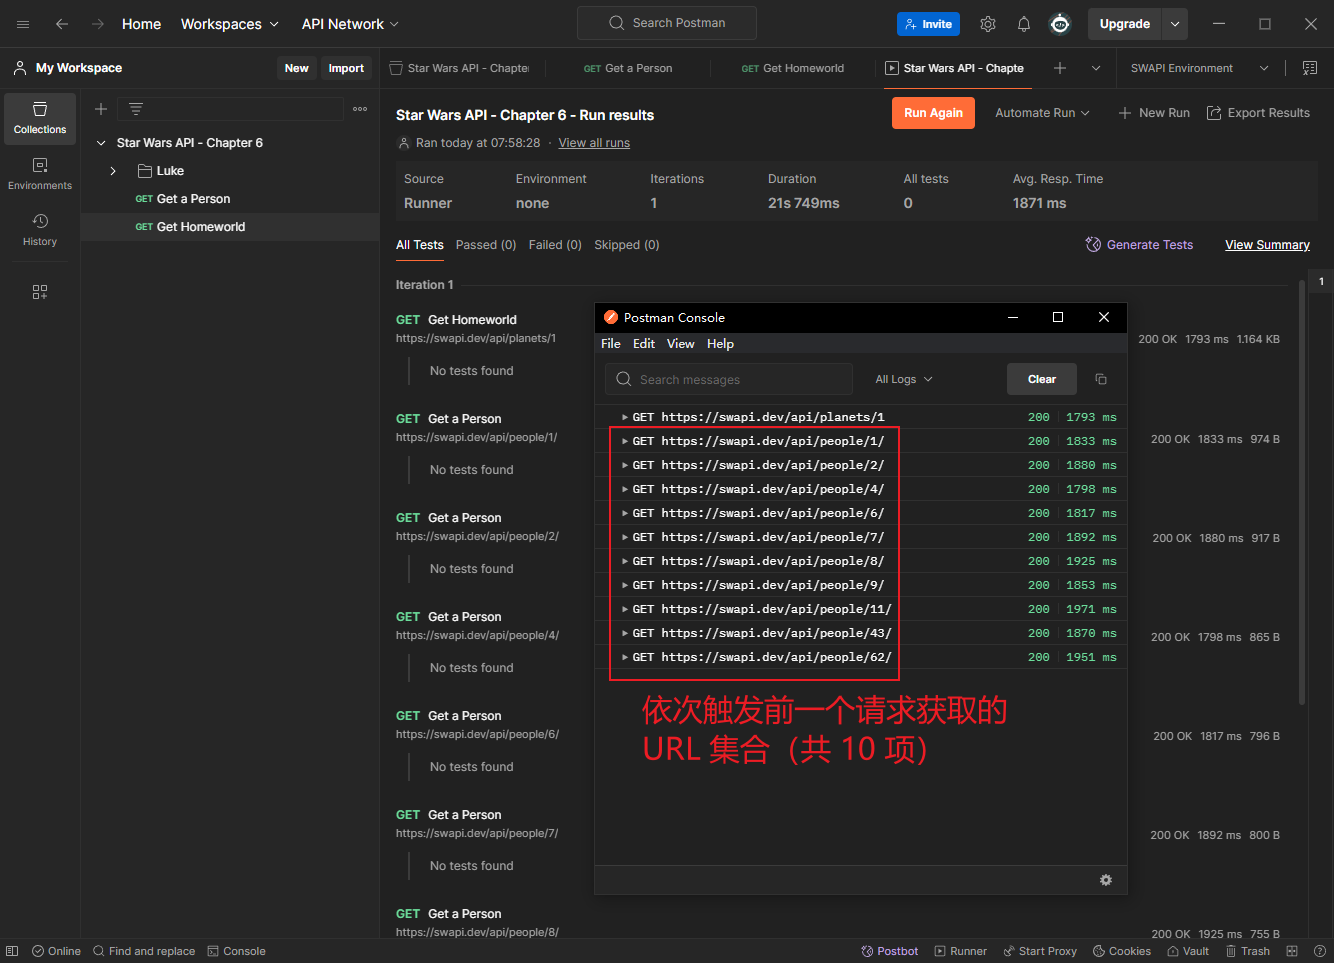 Home
Workspaces
API Network
Search Postman
Invite
Upgrade
My Workspace
New
Import
Star Wars API - Chapte
GET Get a Person
GET Get Homeworld
Star Wars API - Chapte
SWAPI Environment
Collections
Environments
History
Star Wars API - Chapter 6
Luke
GET Get a Person
GET Get Homeworld
Star Wars API - Chapter 6 - Run results
Run Again
Automate Run
New Run
Export Results
Ran today at 07:58:28 · View all runs
Source Environment Iterations Duration All tests Avg. Resp. Time
Runner none 1 21s 749ms 0 1871 ms
All Tests Passed (0) Failed (0) Skipped (0)
Generate Tests
View Summary
Iteration 1
1
GET Get Homeworld
https://swapi.dev/api/planets/1
200 OK 1793 ms 1.164 KB
No tests found
GET Get a Person
https://swapi.dev/api/people/1/
200 OK 1833 ms 974 B
No tests found
GET Get a Person
https://swapi.dev/api/people/2/
200 OK 1880 ms 917 B
No tests found
GET Get a Person
https://swapi.dev/api/people/4/
200 OK 1798 ms 865 B
No tests found
GET Get a Person
https://swapi.dev/api/people/6/
200 OK 1817 ms 796 B
No tests found
GET Get a Person
https://swapi.dev/api/people/7/
200 OK 1892 ms 800 B
No tests found
GET Get a Person
https://swapi.dev/api/people/8/
200 OK 1925 ms 755 B
Postman Console
File Edit View Help
Search messages
All Logs
Clear
GET https://swapi.dev/api/planets/1 200 1793 ms
GET https://swapi.dev/api/people/1/ 200 1833 ms
GET https://swapi.dev/api/people/2/ 200 1880 ms
GET https://swapi.dev/api/people/4/ 200 1798 ms
GET https://swapi.dev/api/people/6/ 200 1817 ms
GET https://swapi.dev/api/people/7/ 200 1892 ms
GET https://swapi.dev/api/people/8/ 200 1925 ms
GET https://swapi.dev/api/people/9/ 200 1853 ms
GET https://swapi.dev/api/people/11/ 200 1971 ms
GET https://swapi.dev/api/people/43/ 200 1870 ms
GET https://swapi.dev/api/people/62/ 200 1951 ms
依次触发前一个请求获取的
URL 集合（共 10 项）
Online
Find and replace
Console
Postbot
Runner
Start Proxy
Cookies
Vault
Trash